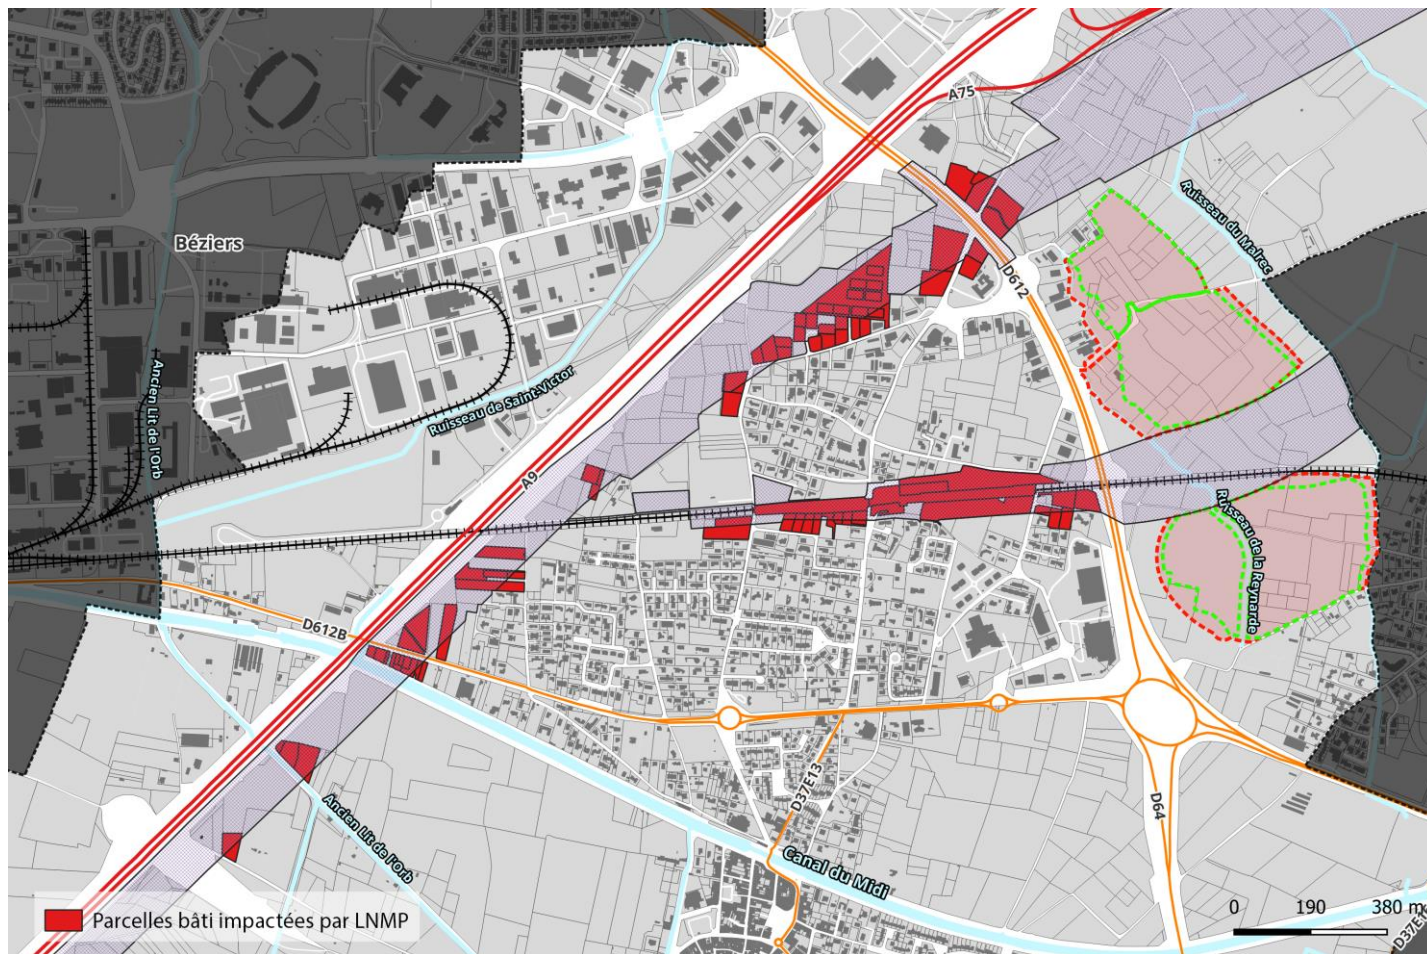 A75
Ruisseau du Malrec
Béziers
D612
Ancien Lit de l'Orb
Ruisseau de Saint-Victor
A9
Ruisseau de la Reynarde
D612B
D37E13
D64
Ancien Lit de l'Orb
Canal du Midi
Parcelles bâti impactées par LNMP
0 190 380 m